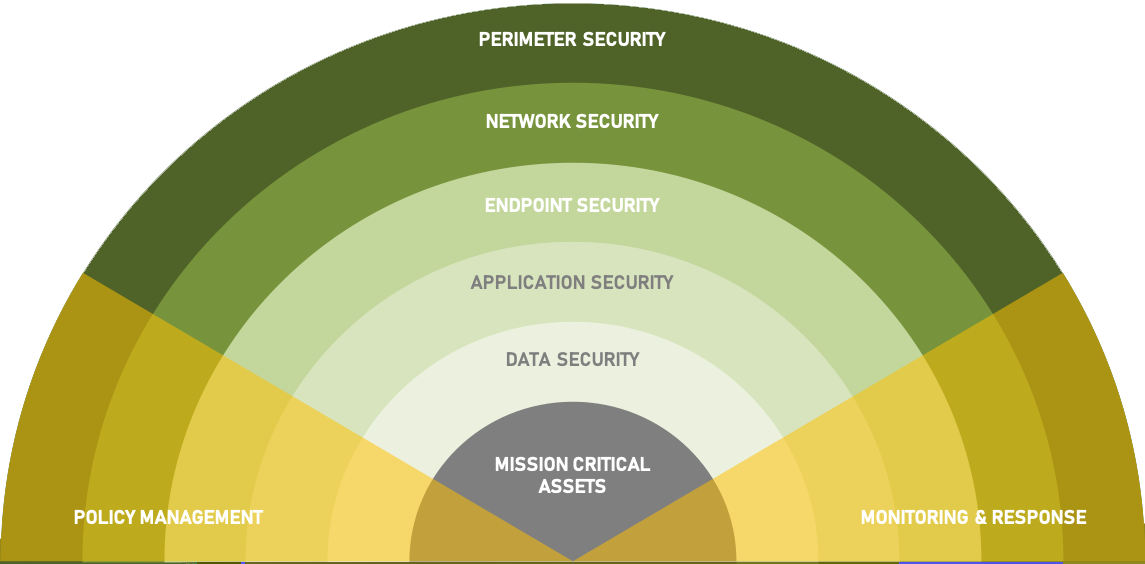 PERIMETER SECURITY
NETWORK SECURITY
ENDPOINT SECURITY
APPLICATION SECURITY
DATA SECURITY
MISSION CRITICAL
ASSETS
POLICY MANAGEMENT
MONITORING & RESPONSE